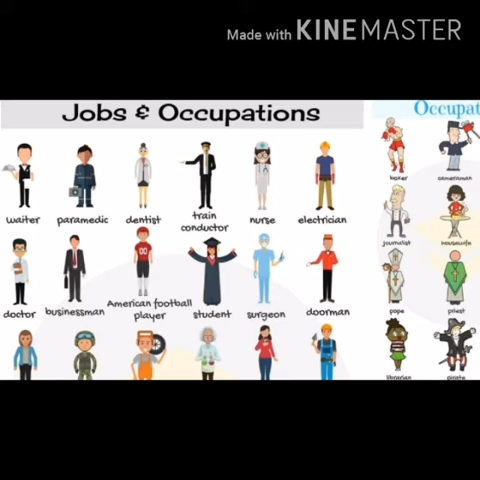 Made with KINEMASTER
Jobs & Occupations
Occupat
waiter
paramedic
dentist
train
conductor
nurse
electrician
doctor
businessman
American football
player
student
surgeon
doorman
boxer
cameraman
journalist
housewife
pope
priest
librarian
pirate